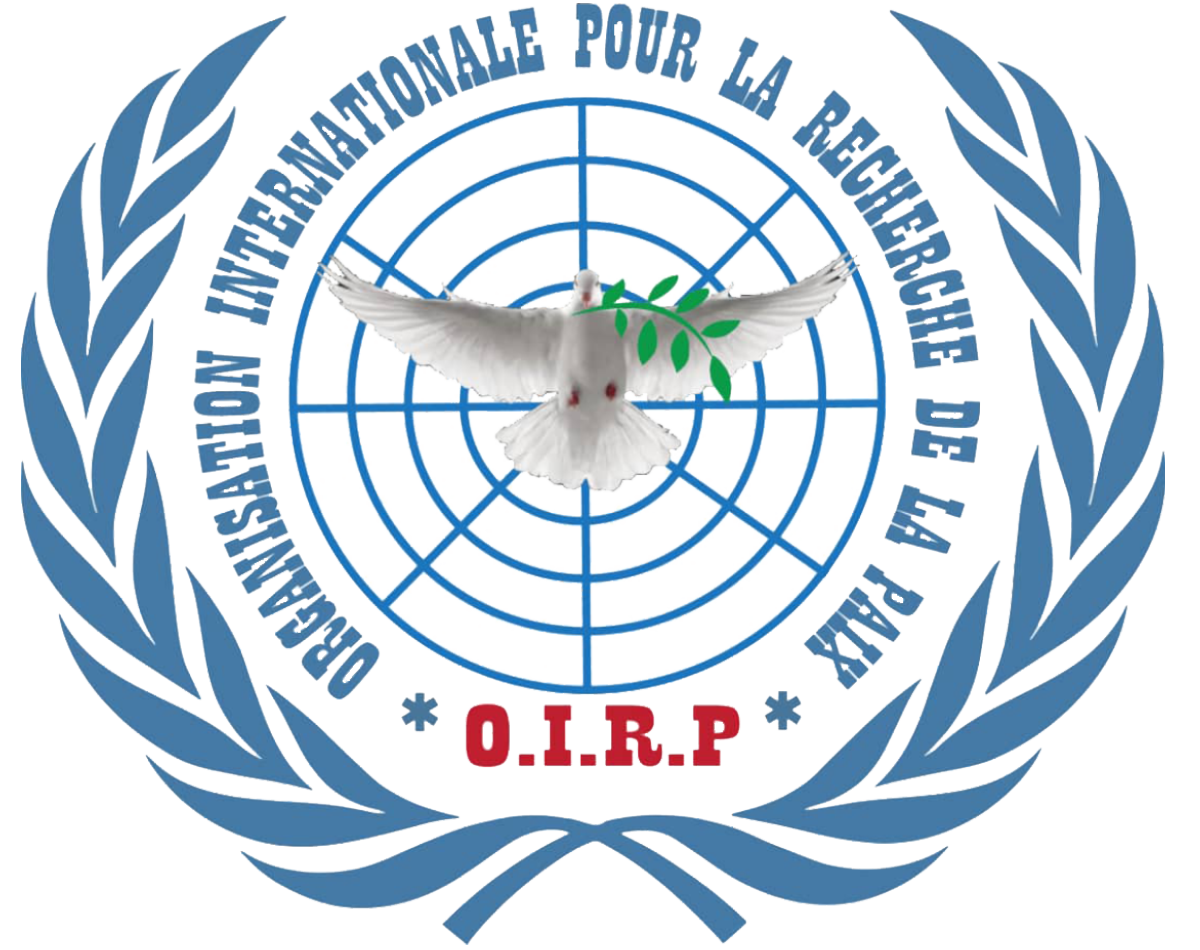 ORGANISATION INTERNATIONALE POUR LA RECHERCHE DE LA PAIX
* O.I.R.P *